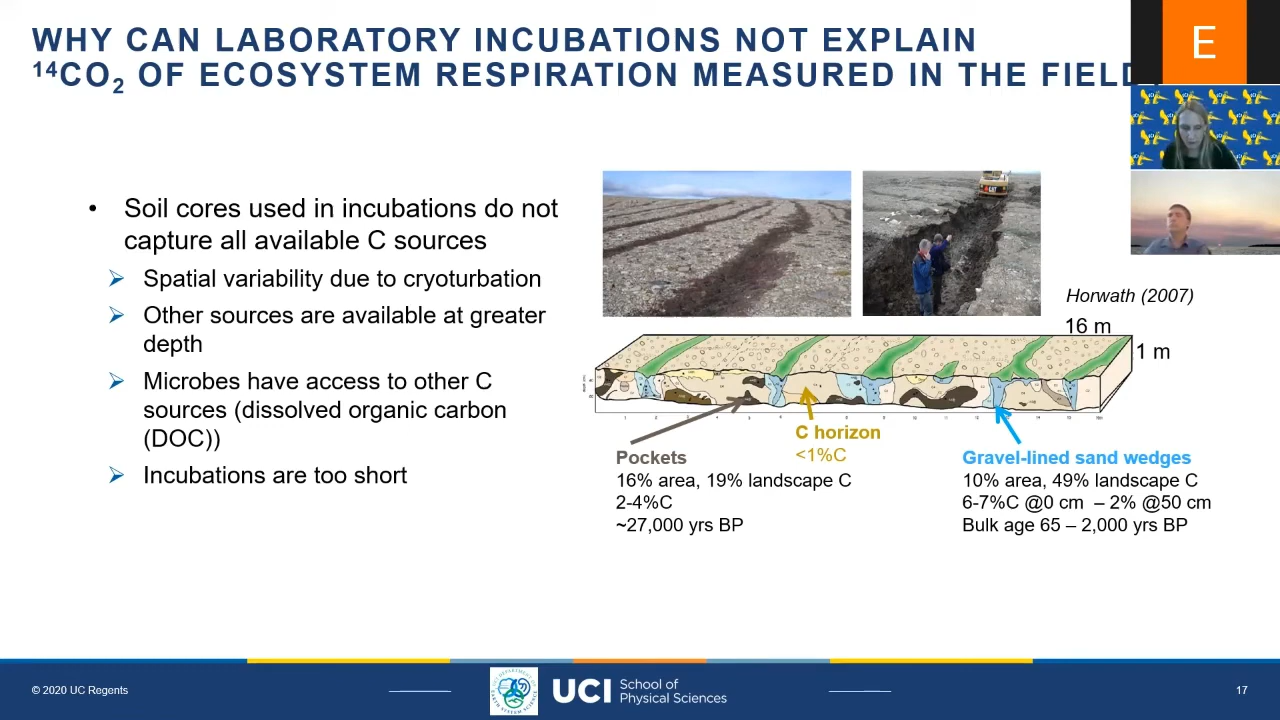 WHY CAN LABORATORY INCUBATIONS NOT EXPLAIN
¹⁴CO₂ OF ECOSYSTEM RESPIRATION MEASURED IN THE FIELD
E
• Soil cores used in incubations do not
capture all available C sources
➢ Spatial variability due to cryoturbation
➢ Other sources are available at greater
depth
➢ Microbes have access to other C
sources (dissolved organic carbon
(DOC))
➢ Incubations are too short
CAT
Horwath (2007)
16 m
1 m
C horizon
<1%C
Pockets
16% area, 19% landscape C
2-4%C
~27,000 yrs BP
Gravel-lined sand wedges
10% area, 49% landscape C
6-7%C @0 cm – 2% @50 cm
Bulk age 65 – 2,000 yrs BP
© 2020 UC Regents
UCI School of
Physical Sciences
17